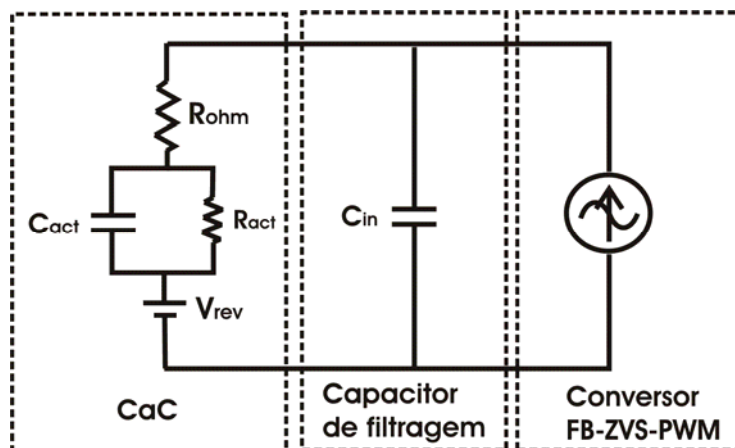 Rohm
Cact
Ract
Vrev
CaC
Cin
Capacitor
de filtragem
Conversor
FB-ZVS-PWM